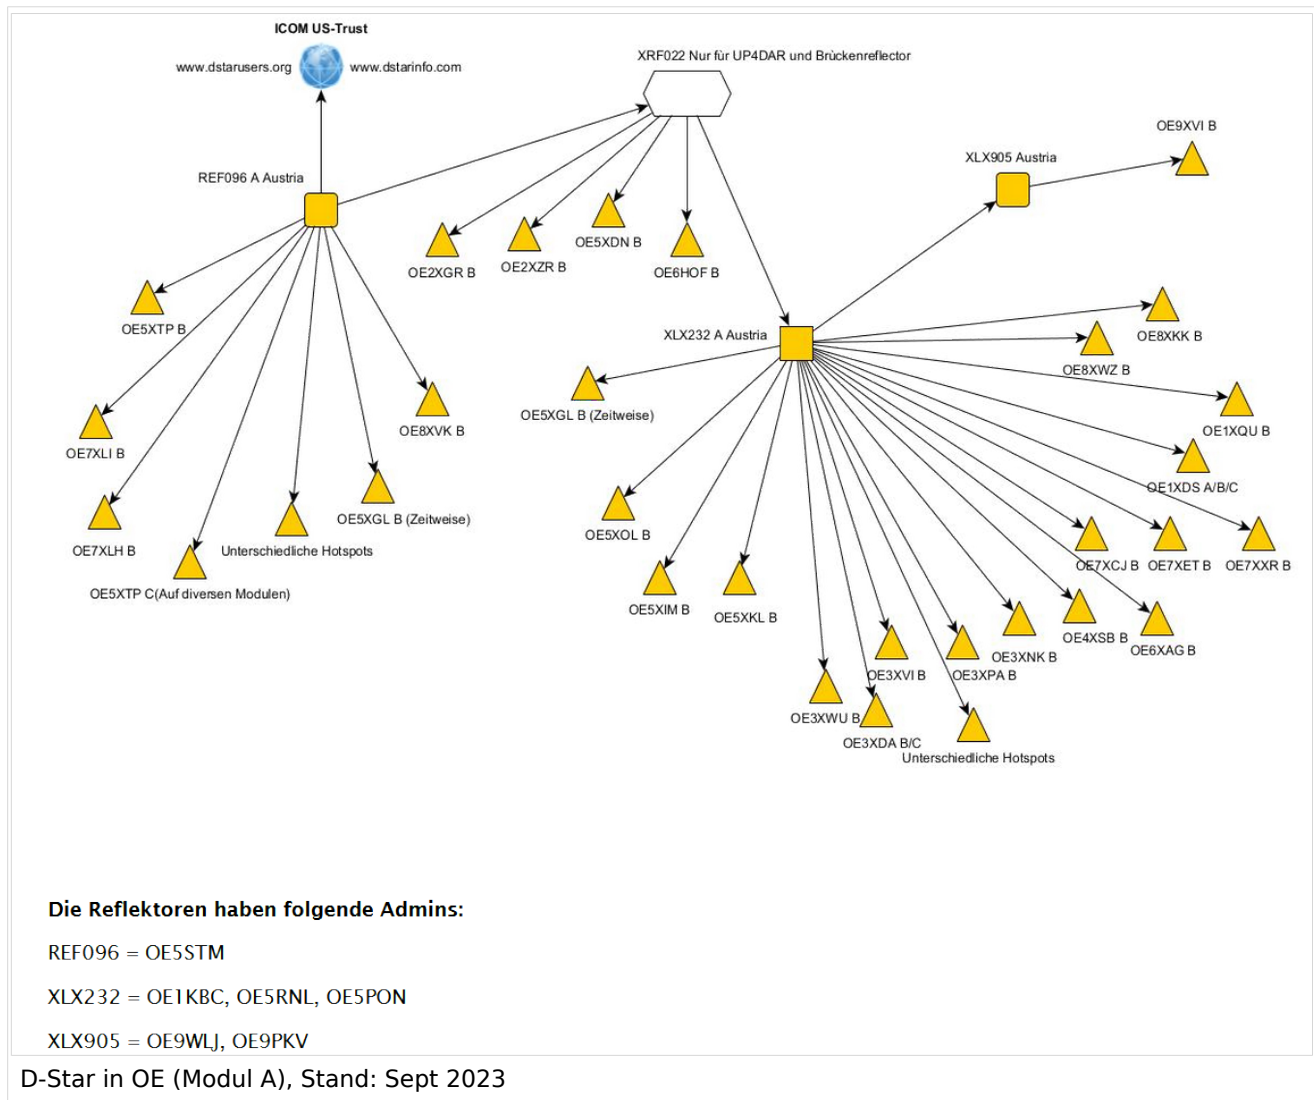 ICOM US-Trust
www.dstarusers.org
www.dstarinfo.com
XRF022 Nur für UP4DAR und Brückenreflector
OE9XVI B
XLX905 Austria
REF096 A Austria
OE5XDN B
OE2XGR B
OE2XZR B
OE6HOF B
OE5XTP B
XLX232 A Austria
OE8XKK B
OE8XWZ B
OE5XGL B (Zeitweise)
OE8XVK B
OE1XQU B
OE7XLI B
OE1XDS A/B/C
OE5XGL B (Zeitweise)
OE5XOL B
OE7XLH B
Unterschiedliche Hotspots
OE7XCJ B
OE7XET B
OE7XXR B
OE5XTP C(Auf diversen Modulen)
OE5XIM B
OE5XKL B
OE4XSB B
OE6XAG B
OE3XNK B
OE3XVI B
OE3XPA B
OE3XWU B
OE3XDA B/C
Unterschiedliche Hotspots
Die Reflektoren haben folgende Admins:
REF096 = OE5STM
XLX232 = OE1KBC, OE5RNL, OE5PON
XLX905 = OE9WLJ, OE9PKV
D-Star in OE (Modul A), Stand: Sept 2023